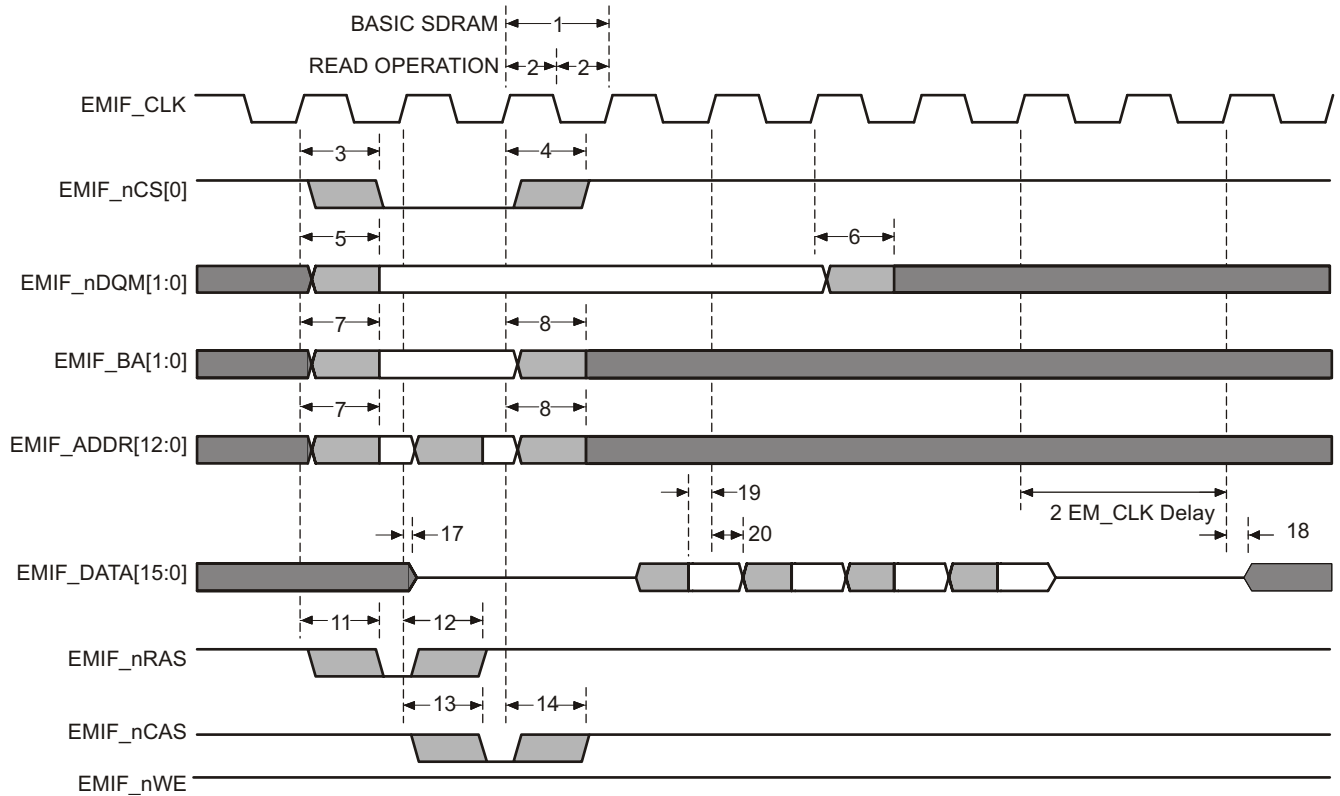 BASIC SDRAM 1
READ OPERATION 2 2
EMIF_CLK
3 4
EMIF_nCS[0]
5 6
EMIF_nDQM[1:0]
7 8
EMIF_BA[1:0]
7 8
EMIF_ADDR[12:0]
19
2 EM_CLK Delay
17 20 18
EMIF_DATA[15:0]
11 12
EMIF_nRAS
13 14
EMIF_nCAS
EMIF_nWE